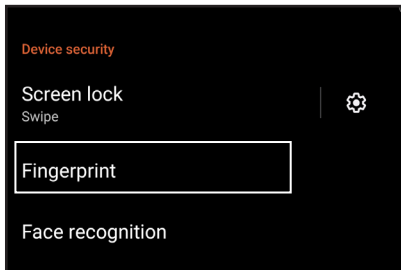 Device security
Screen lock
Swipe
Fingerprint
Face recognition